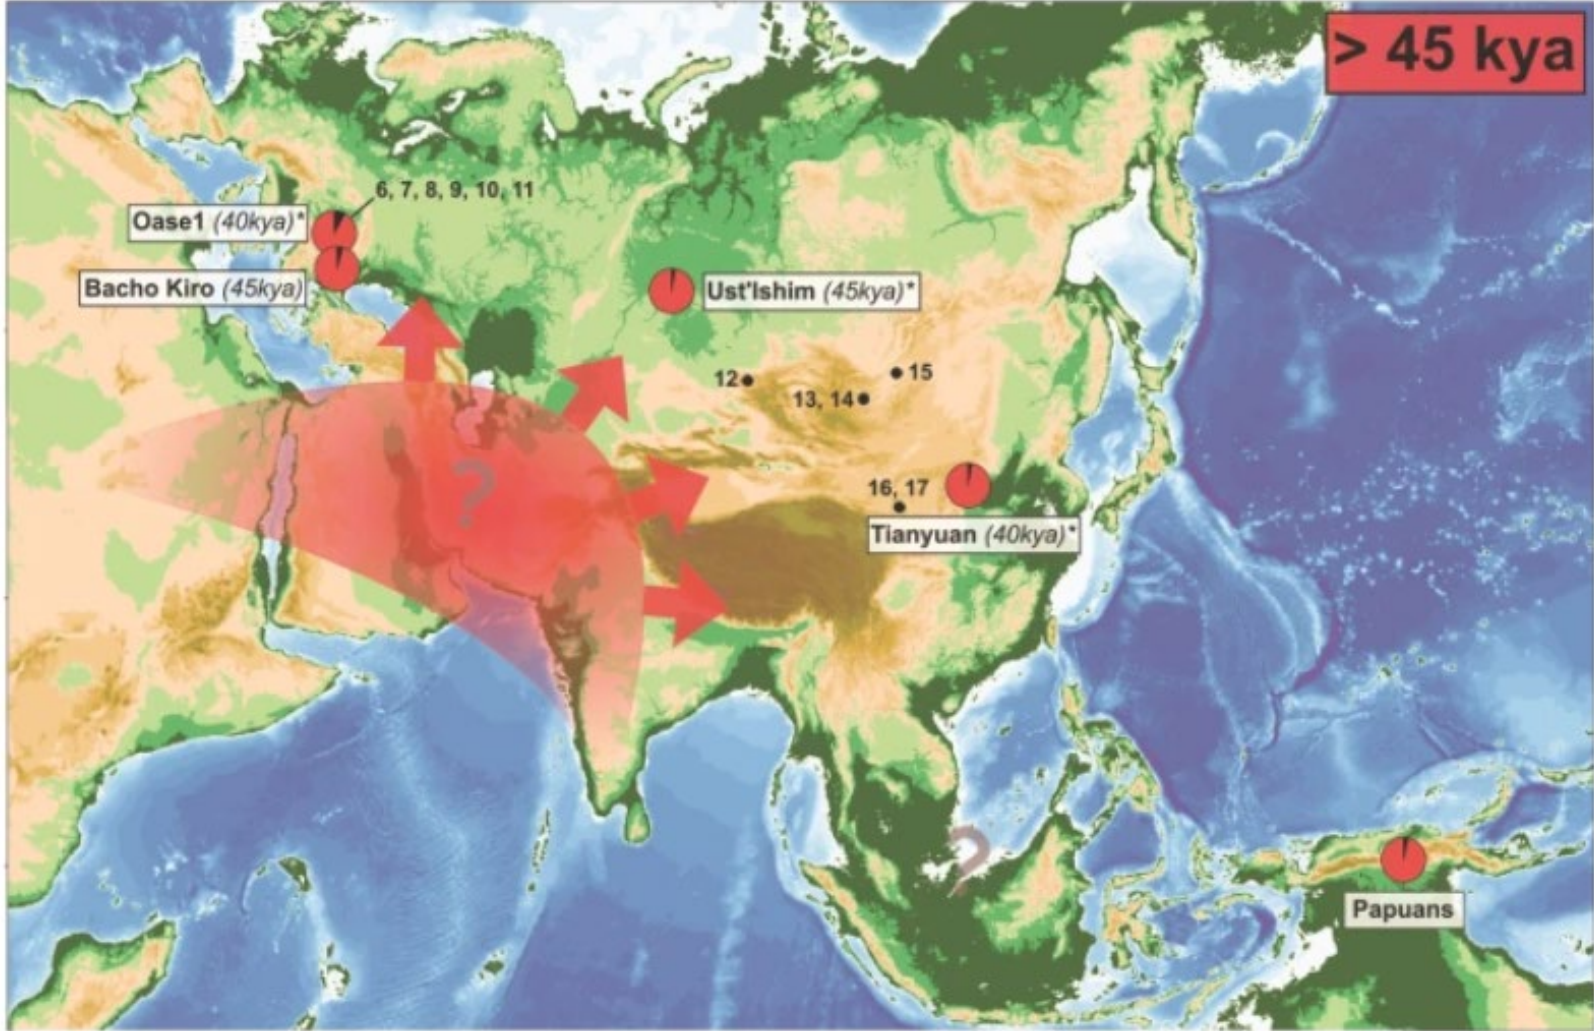 > 45 kya
6, 7, 8, 9, 10, 11
Oase1 (40kya)*
Bacho Kiro (45kya)
Ust'Ishim (45kya)*
12
15
13, 14
?
16, 17
Tianyuan (40kya)*
?
Papuans